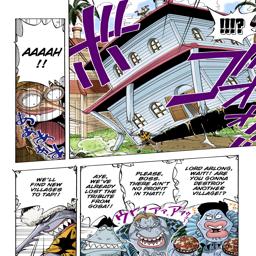 !!!?
AAAAH
!!
LORD ARLONG,
WAIT!! ARE
YOU GONNA
DESTROY
ANOTHER
VILLAGE!?
PLEASE,
BOSS.
THERE AIN'T
NO PROFIT
IN THAT!
AYE,
WE'VE
ALREADY
LOST THE
TRIBUTE
FROM
GOSA!!
WE'LL
FIND NEW
VILLAGES
TO TAP!!